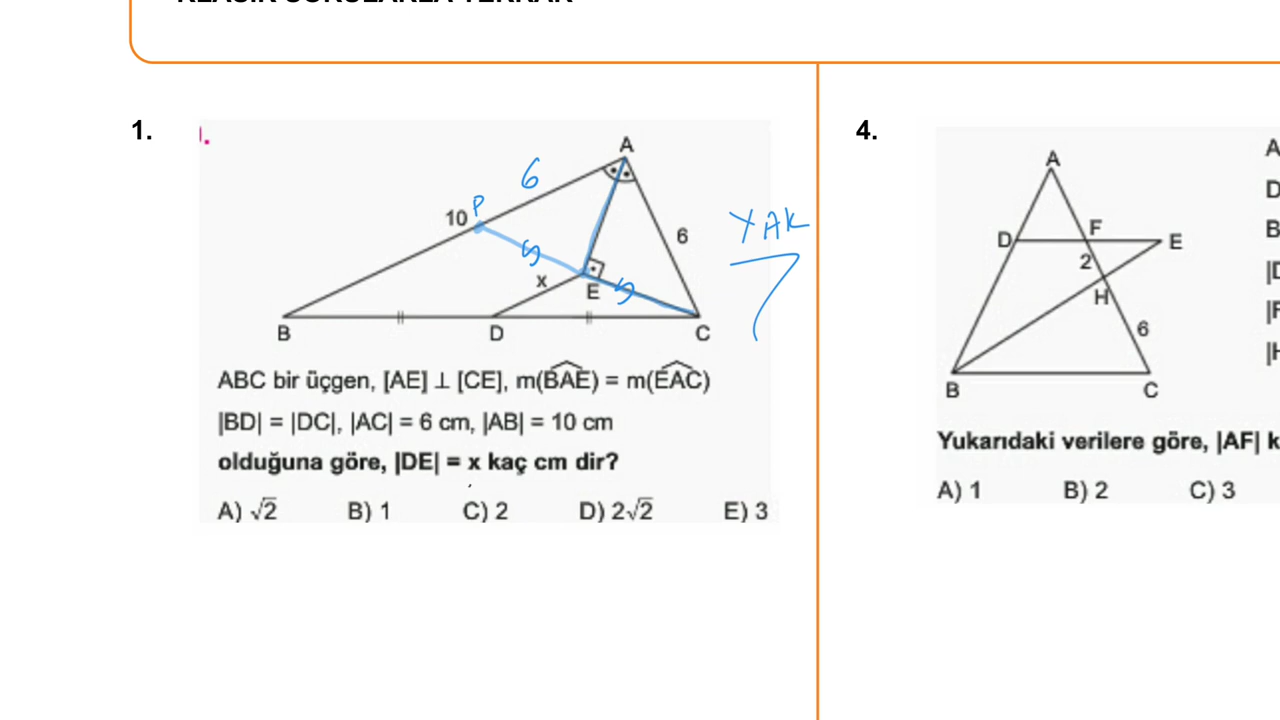 1.
A
6
P
10
6
YAK
5
x
E
5
B
D
C
ABC bir üçgen, [AE] ⊥ [CE], m(BAE) = m(EAC)
|BD| = |DC|, |AC| = 6 cm, |AB| = 10 cm
olduğuna göre, |DE| = x kaç cm dir?
A) √2 B) 1 C) 2 D) 2√2 E) 3
4.
A
D
F
E
2
H
6
B
C
A
D
B
Yukarıdaki verilere göre, |AF| k
A) 1 B) 2 C) 3